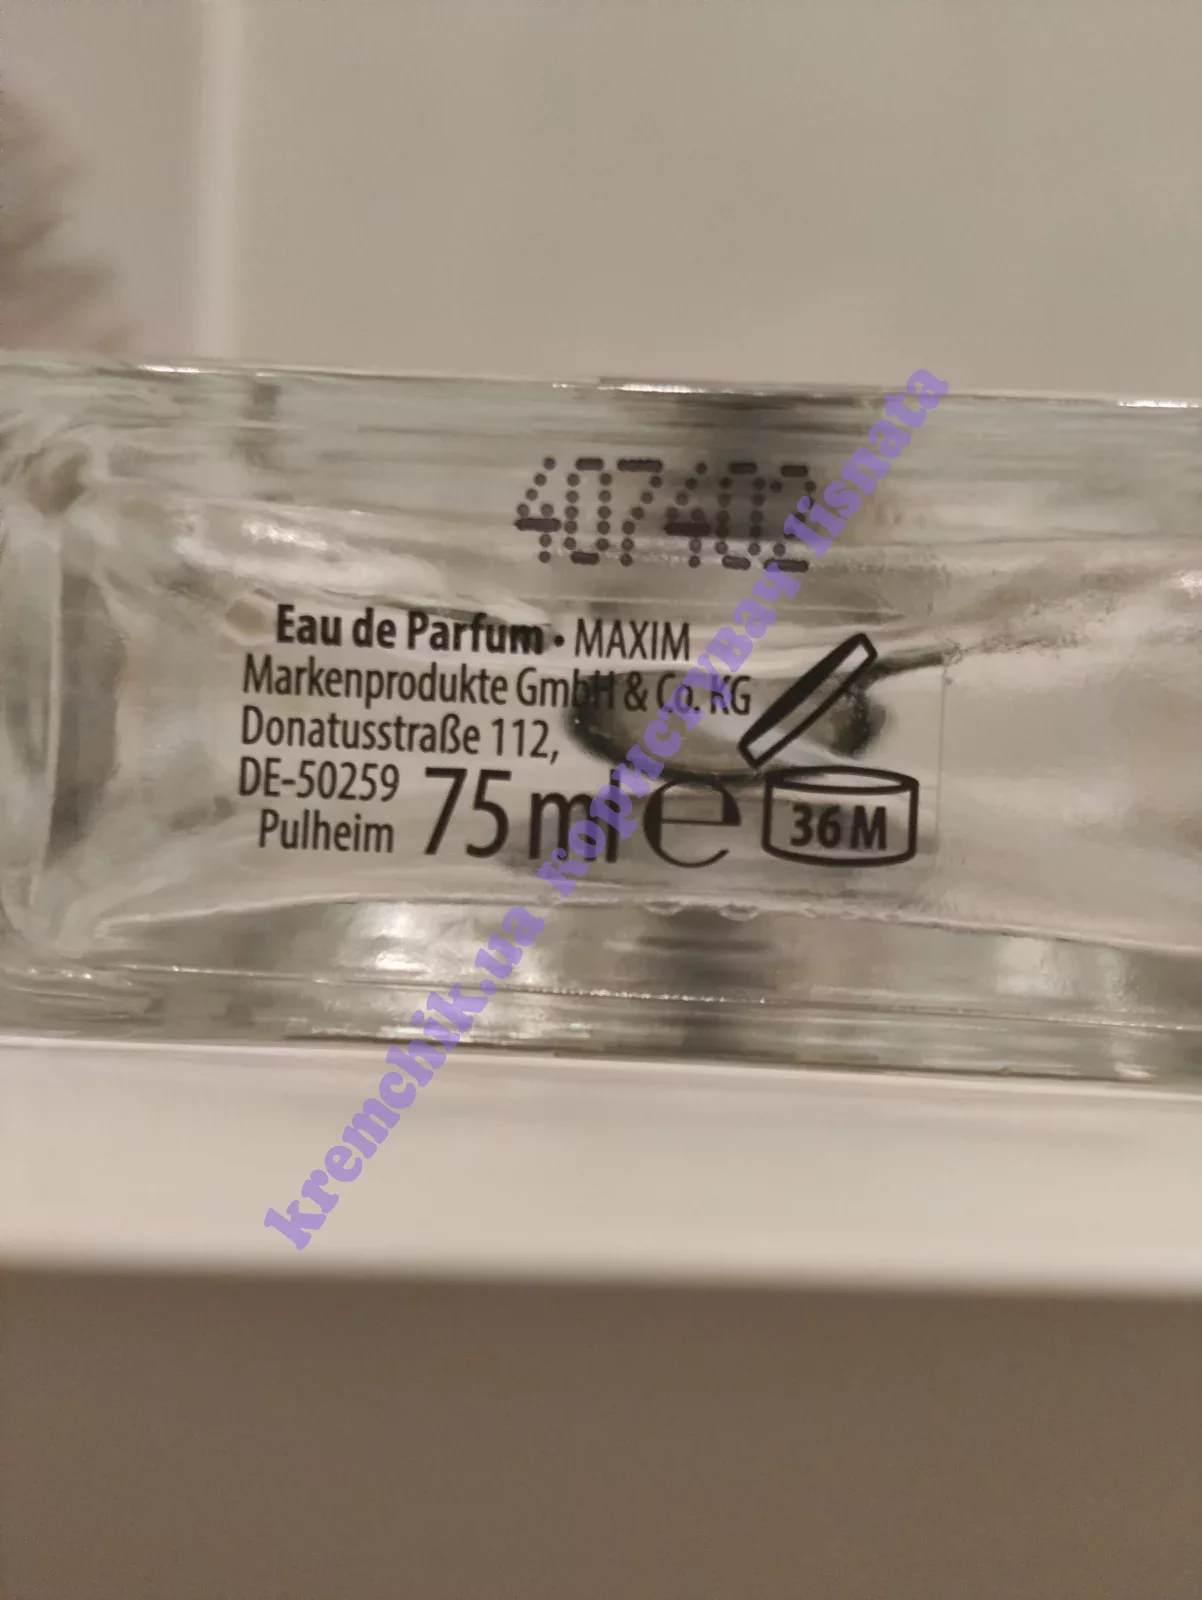 407402
Eau de Parfum • MAXIM
Markenprodukte GmbH & Co. KG
Donatusstraße 112,
DE-50259
Pulheim
75 ml e
36 M
kremchik.ua користувач lisnata